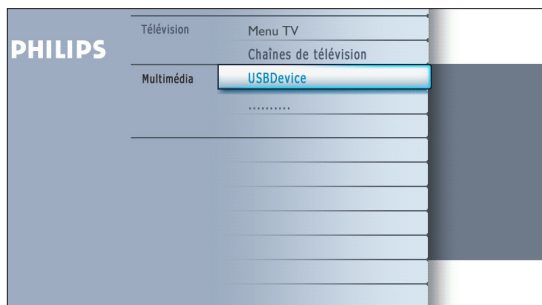 PHILIPS
Télévision
Menu TV
Chaînes de télévision
Multimédia
USBDevice
..........